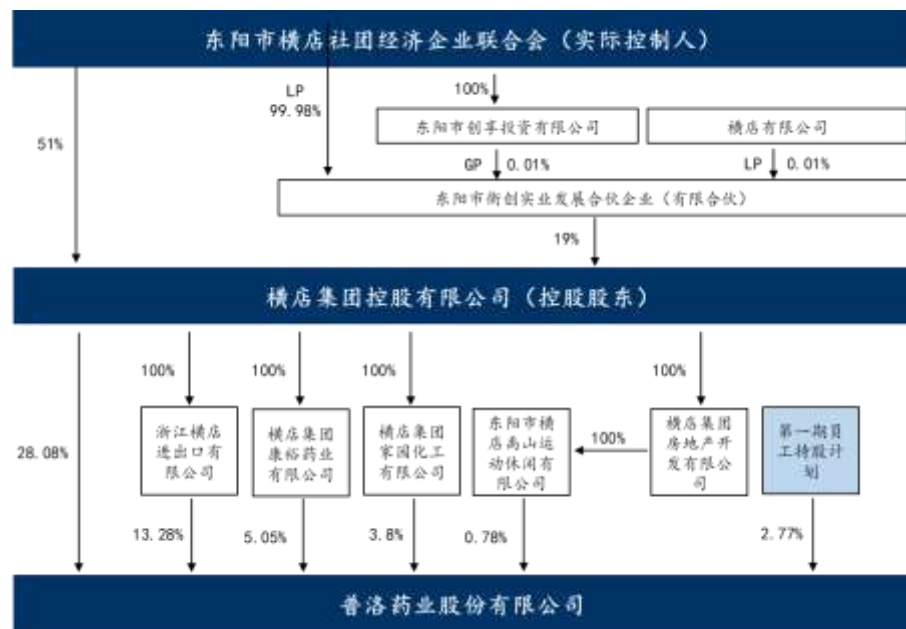 东阳市横店社团经济企业联合会（实际控制人）
LP
99.98%
100%
51%
东阳市创享投资有限公司
横店有限公司
GP
0.01%
LP
0.01%
东阳市衡创实业发展合伙企业（有限合伙）
19%
横店集团控股有限公司（控股股东）
100%
100%
100%
100%
28.08%
浙江横店
进出口有
限公司
横店集团
康裕药业
有限公司
横店集团
家园化工
有限公司
东阳市横
店禹山运
动休闲有
限公司
100%
横店集团
房地产开
发有限公
司
第一期员
工持股计
划
13.28%
5.05%
3.8%
0.78%
2.77%
普洛药业股份有限公司